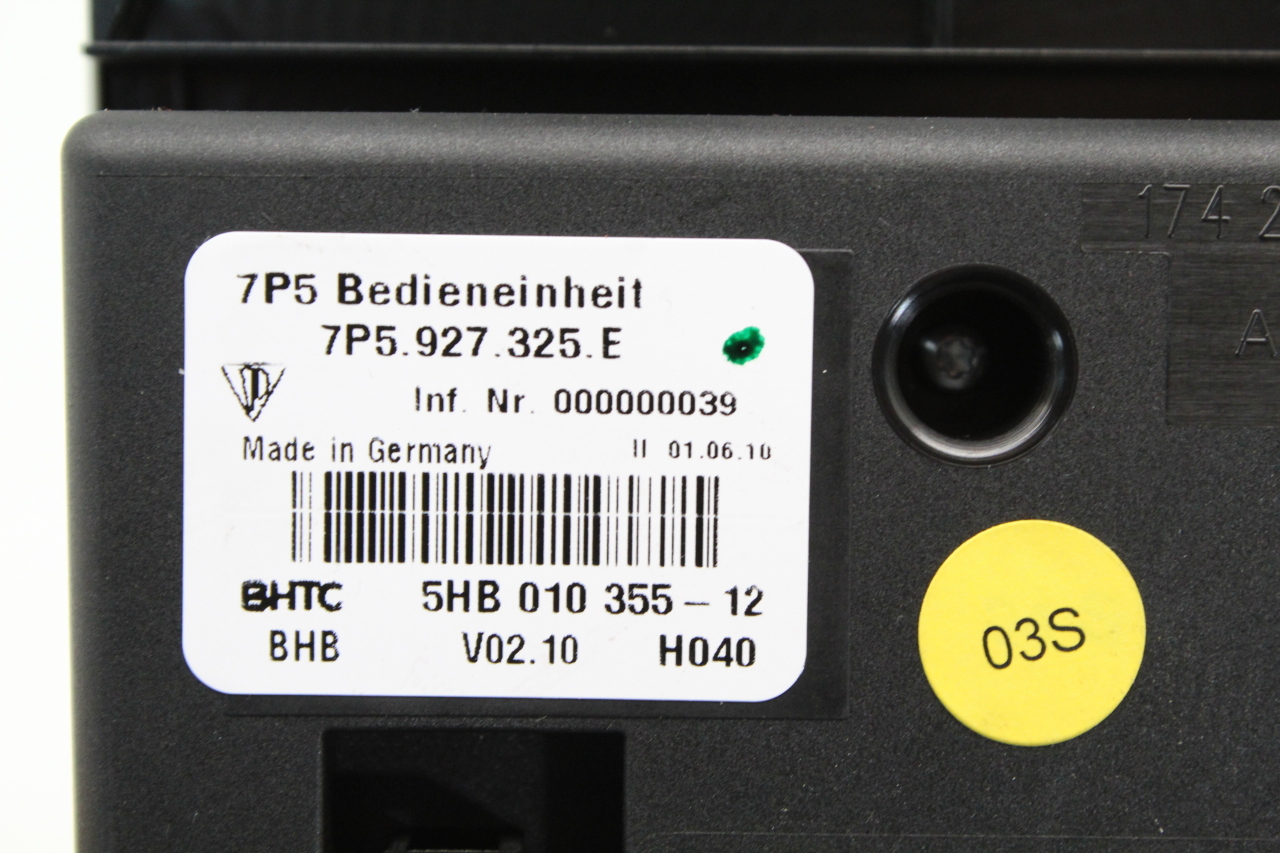 7P5 Bedieneinheit
7P5.927.325.E
Inf. Nr. 000000039
Made in Germany II 01.06.10
BHTC 5HB 010 355 – 12
BHB V02.10 H040
03S
174 2
A